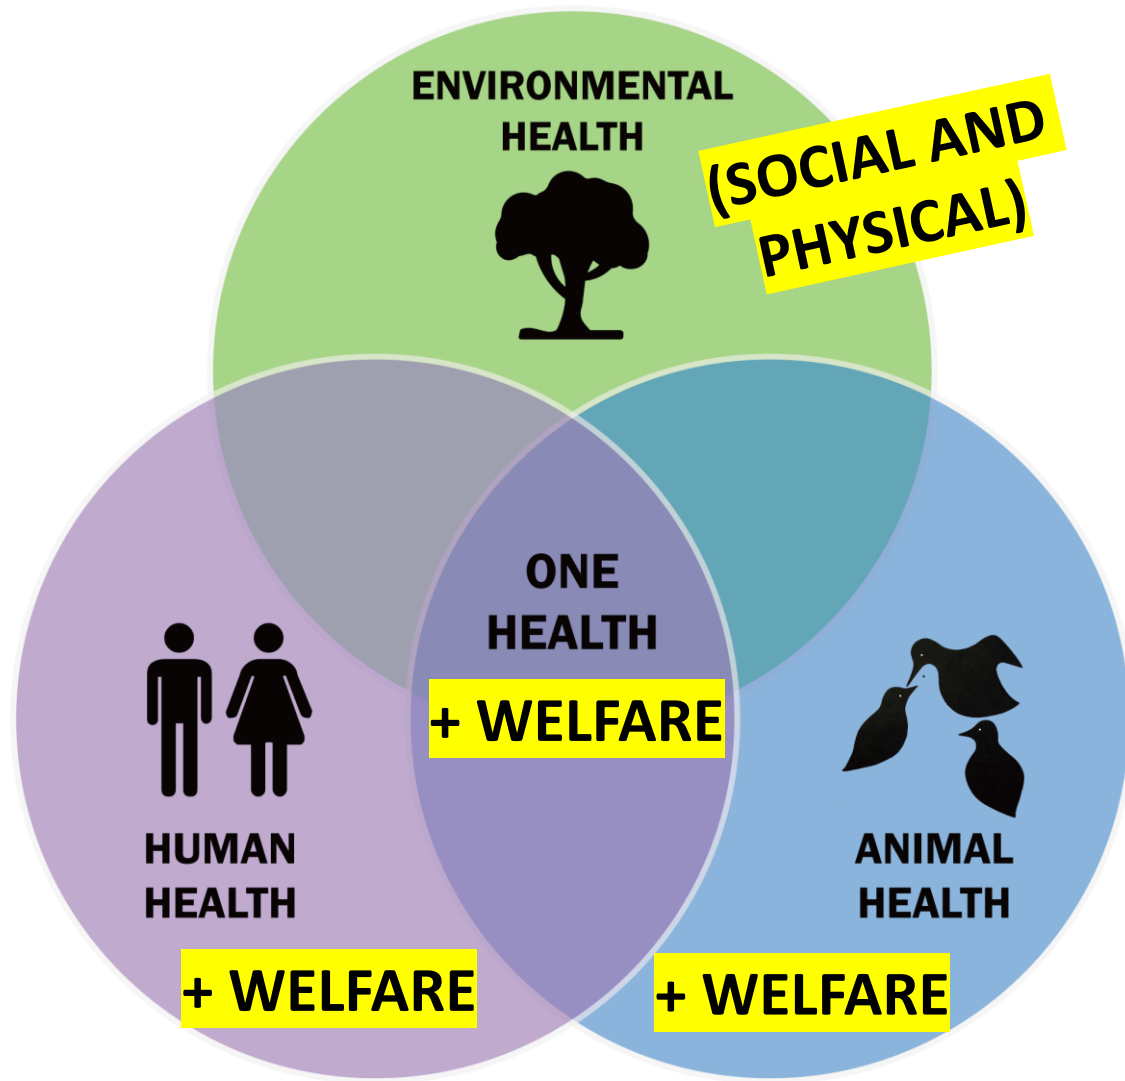 ENVIRONMENTAL
HEALTH
(SOCIAL AND
PHYSICAL)
ONE
HEALTH
+ WELFARE
HUMAN
HEALTH
+ WELFARE
ANIMAL
HEALTH
+ WELFARE